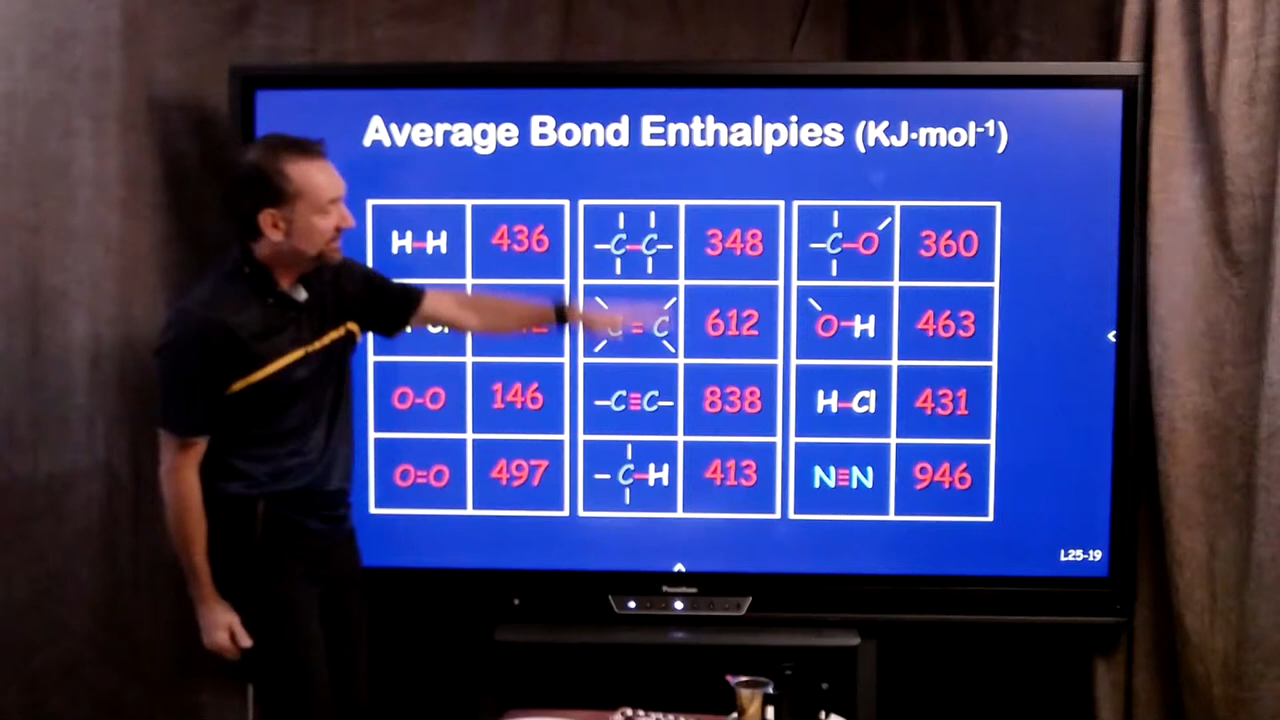 Average Bond Enthalpies (KJ·mol⁻¹)
H-H 436 -C-C- 348 -C-O 360
C=C 612 O-H 463
O-O 146 -C≡C- 838 H-Cl 431
O=O 497 -C-H 413 N≡N 946
L25-19